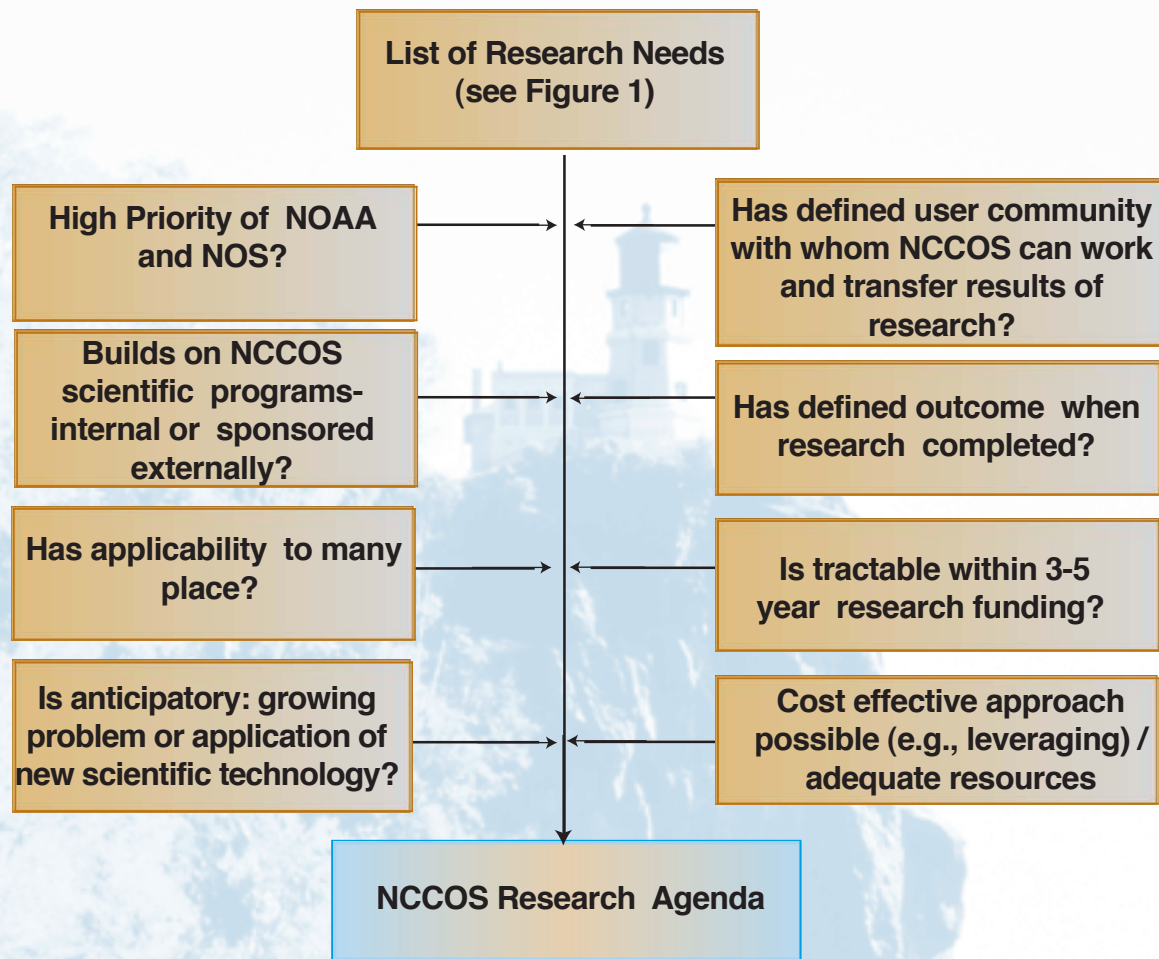 List of Research Needs
(see Figure 1)
High Priority of NOAA
and NOS?
Has defined user community
with whom NCCOS can work
and transfer results of
research?
Builds on NCCOS
scientific programs-
internal or sponsored
externally?
Has defined outcome when
research completed?
Has applicability to many
place?
Is tractable within 3-5
year research funding?
Is anticipatory: growing
problem or application of
new scientific technology?
Cost effective approach
possible (e.g., leveraging) /
adequate resources
NCCOS Research Agenda